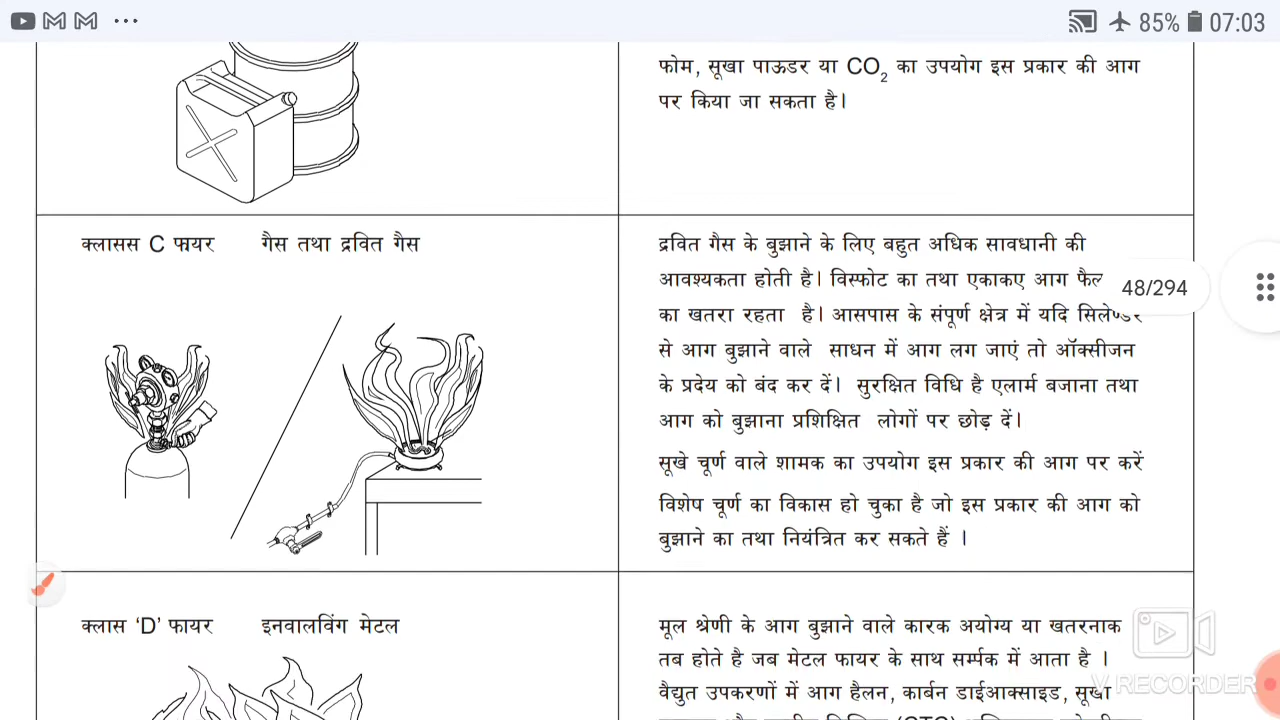 85% 07:03
फोम, सूखा पाऊडर या CO2 का उपयोग इस प्रकार की आग
पर किया जा सकता है।
क्लासस C फायर गैस तथा द्रवित गैस
द्रवित गैस के बुझाने के लिए बहुत अधिक सावधानी की
आवश्यकता होती है। विस्फोट का तथा एकाकए आग फैल
48/294
का खतरा रहता है। आसपास के संपूर्ण क्षेत्र में यदि सिलेण्डर
से आग बुझाने वाले साधन में आग लग जाएं तो ऑक्सीजन
के प्रदेय को बंद कर दें। सुरक्षित विधि है एलार्म बजाना तथा
आग को बुझाना प्रशिक्षित लोगों पर छोड़ दें।
सूखे चूर्ण वाले शामक का उपयोग इस प्रकार की आग पर करें
विशेष चूर्ण का विकास हो चुका है जो इस प्रकार की आग को
बुझाने का तथा नियंत्रित कर सकते हैं ।
क्लास ‘D’ फायर इनवालविंग मेटल
मूल श्रेणी के आग बुझाने वाले कारक अयोग्य या खतरनाक
तब होते है जब मेटल फायर के साथ सर्म्पक में आता है ।
वैद्युत उपकरणों में आग हैलन, कार्बन डाईआक्साइड, सूखा
V RECORDER